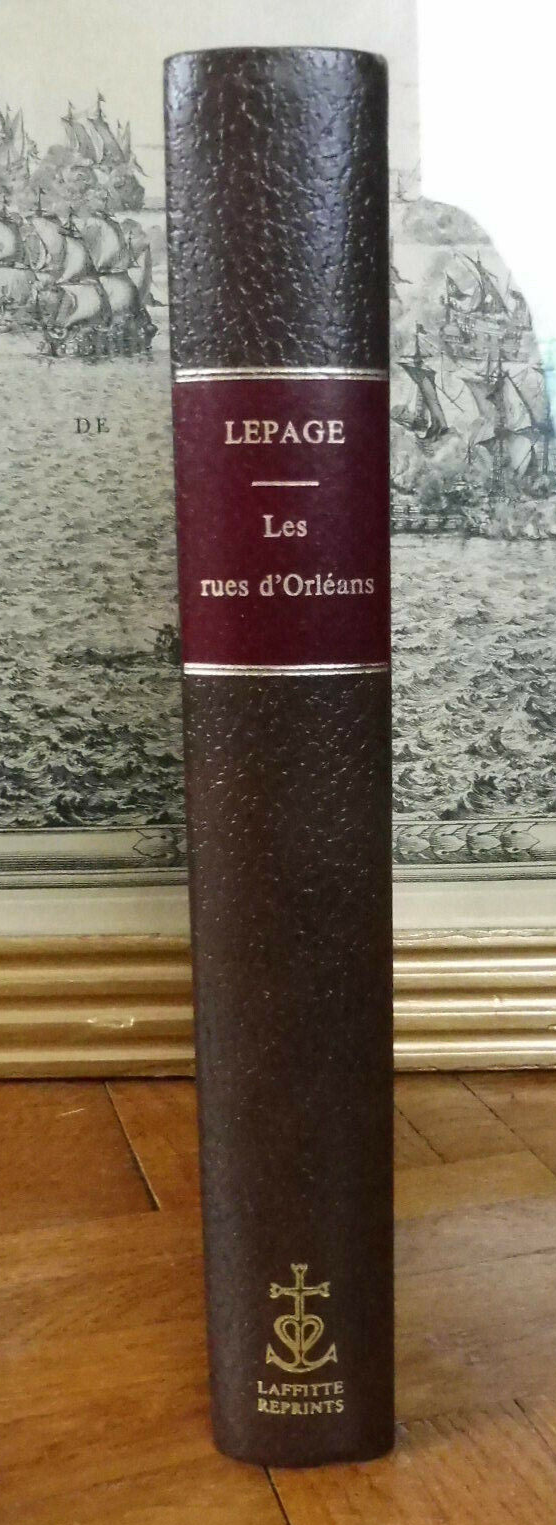 DE
LEPAGE
Les
rues d'Orléans
LAFFITTE
REPRINTS